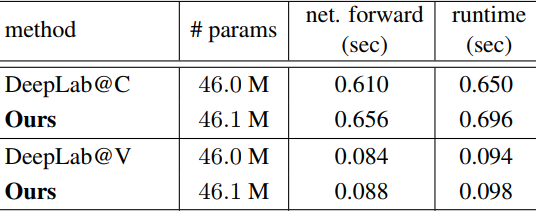 method # params net. forward (sec) runtime (sec)
DeepLab@C 46.0 M 0.610 0.650
Ours 46.1 M 0.656 0.696
DeepLab@V 46.0 M 0.084 0.094
Ours 46.1 M 0.088 0.098